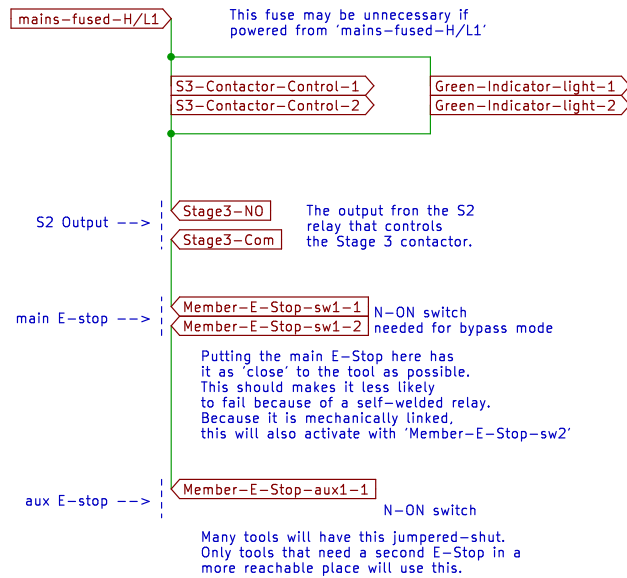 mains-fused-H/L1
This fuse may be unnecessary if
powered from 'mains-fused-H/L1'
S3-Contactor-Control-1
Green-Indicator-light-1
S3-Contactor-Control-2
Green-Indicator-light-2
Stage3-NO
S2 Output -->
The output fron the S2
relay that controls
the Stage 3 contactor.
Stage3-Com
Member-E-Stop-sw1-1
main E-stop -->
N-ON switch
Member-E-Stop-sw1-2
needed for bypass mode
Putting the main E-Stop here has
it as 'close' to the tool as possible.
This should makes it less likely
to fail because of a self-welded relay.
Because it is mechanically linked,
this will also activate with 'Member-E-Stop-sw2'
Member-E-Stop-aux1-1
aux E-stop -->
N-ON switch
Many tools will have this jumpered-shut.
Only tools that need a second E-Stop in a
more reachable place will use this.